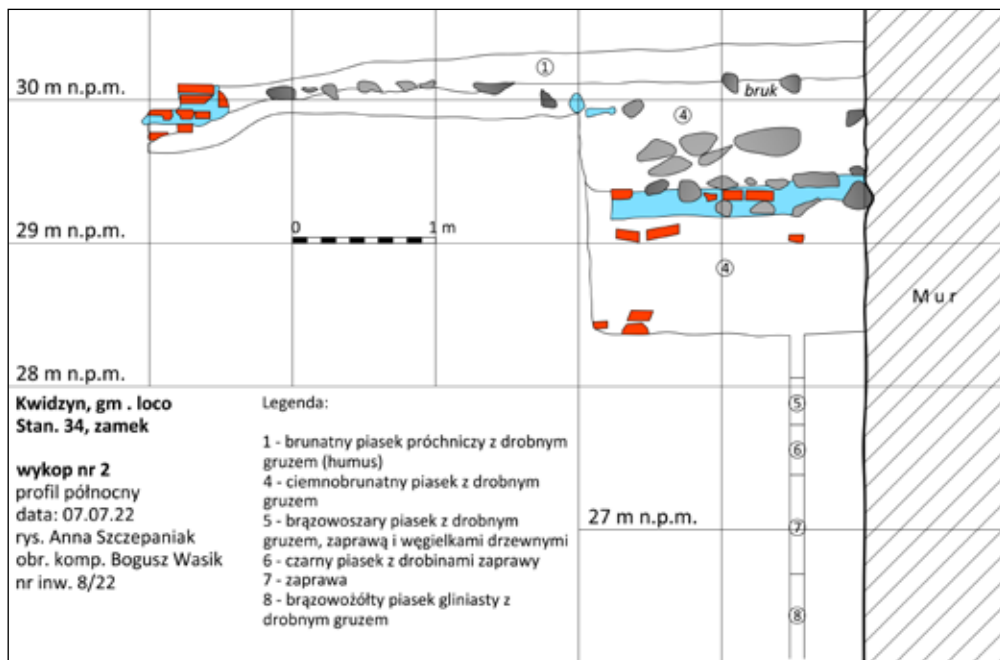 30 m n.p.m.
①
bruk
④
29 m n.p.m.
0
1 m
④
Mur
28 m n.p.m.
Kwidzyn, gm . loco
Stan. 34, zamek
wykop nr 2
profil północny
data: 07.07.22
rys. Anna Szczepaniak
obr. komp. Bogusz Wasik
nr inw. 8/22
Legenda:
1 - brunatny piasek próchniczy z drobnym
gruzem (humus)
4 - ciemnobrunatny piasek z drobnym
gruzem
5 - brązowoszary piasek z drobnym
gruzem, zaprawą i węgielkami drzewnymi
6 - czarny piasek z drobinami zaprawy
7 - zaprawa
8 - brązowożółty piasek gliniasty z
drobnym gruzem
⑤
⑥
27 m n.p.m.
⑦
⑧